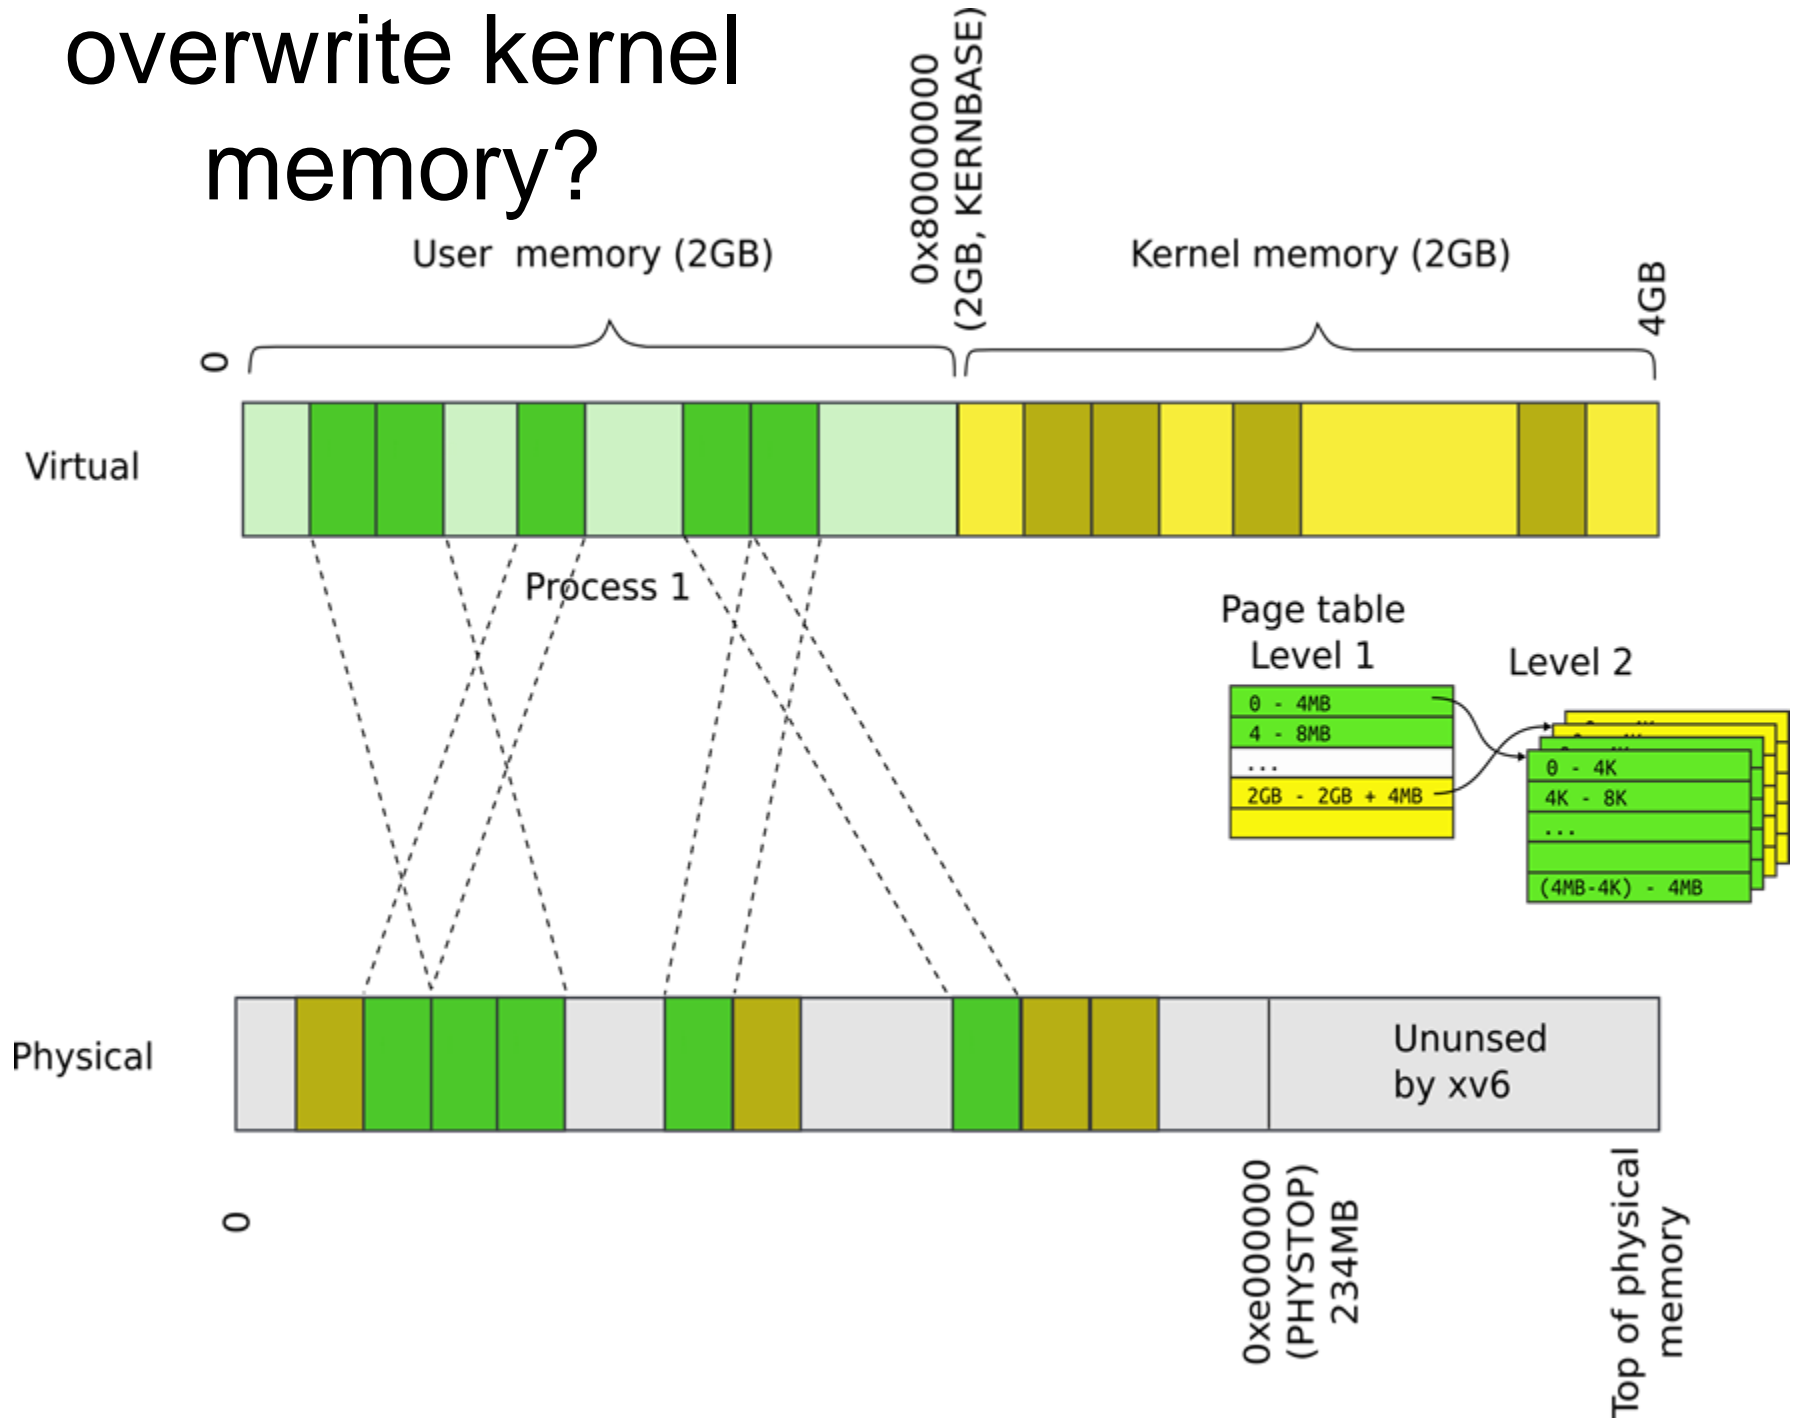 overwrite kernel
memory?
0x80000000
(2GB, KERNBASE)
User  memory (2GB)
Kernel memory (2GB)
4GB
0
Virtual
Process 1
Page table
Level 1
Level 2
0 - 4MB
4 - 8MB
...
2GB - 2GB + 4MB
0 - 4K
4K - 8K
...
(4MB-4K) - 4MB
Physical
Ununsed
by xv6
0
0xe000000
(PHYSTOP)
234MB
Top of physical
memory